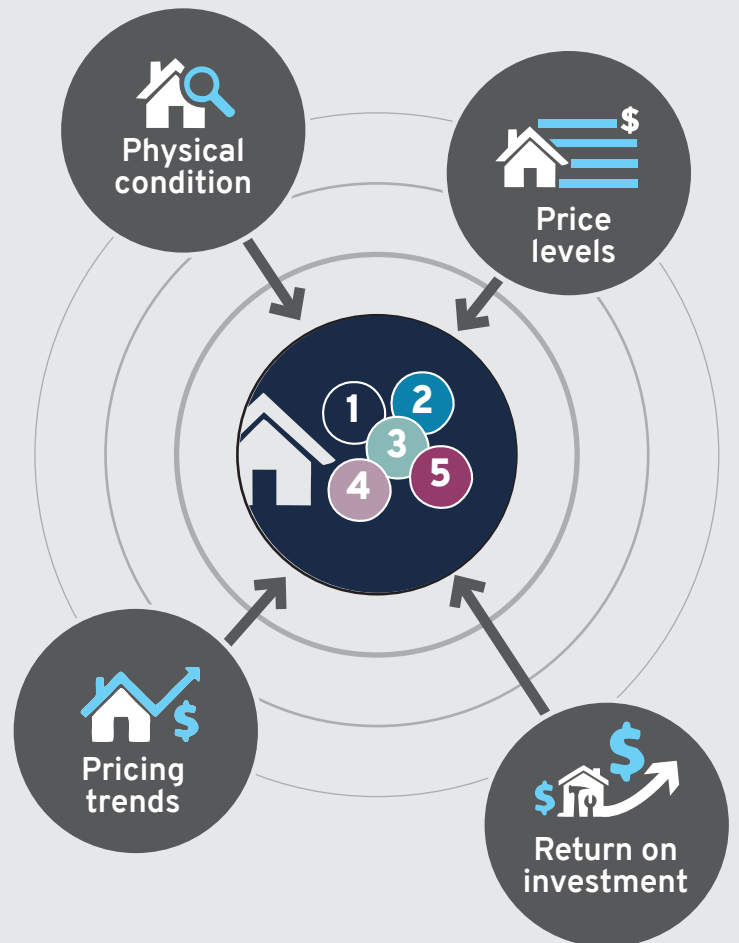 Physical
condition
$
Price
levels
1
2
3
4
5
$
Pricing
trends
$
$
Return on
investment